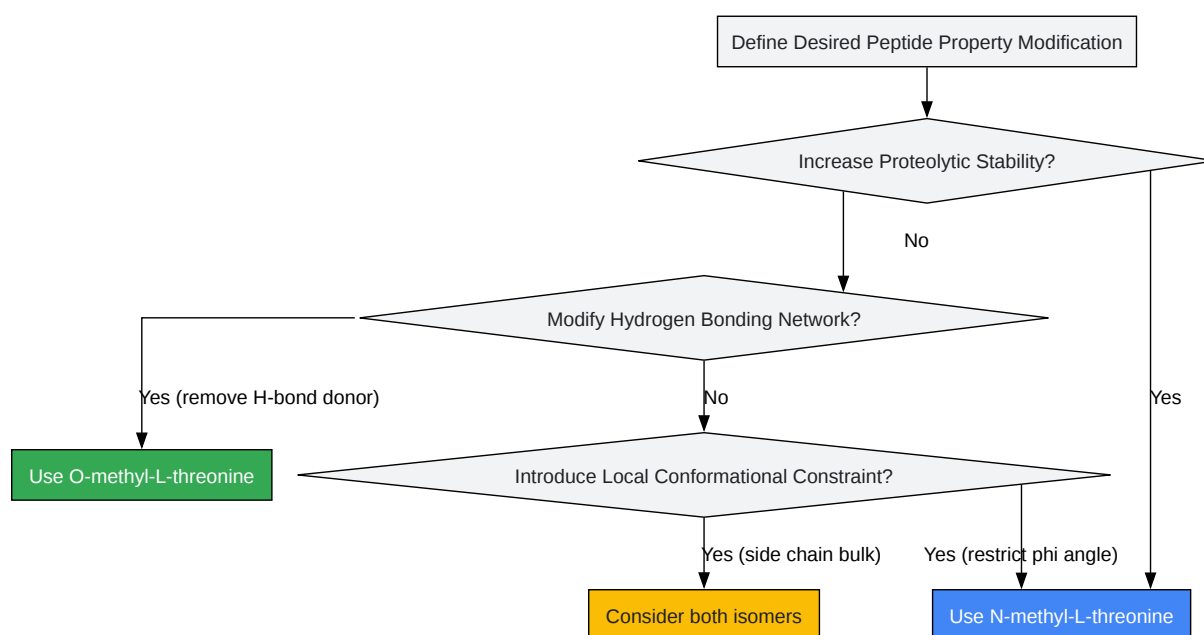 Define Desired Peptide Property Modification
Increase Proteolytic Stability?
No
Modify Hydrogen Bonding Network?
Yes (remove H-bond donor)
No
Yes
Use O-methyl-L-threonine
Introduce Local Conformational Constraint?
Yes (side chain bulk)
Yes (restrict phi angle)
Consider both isomers
Use N-methyl-L-threonine